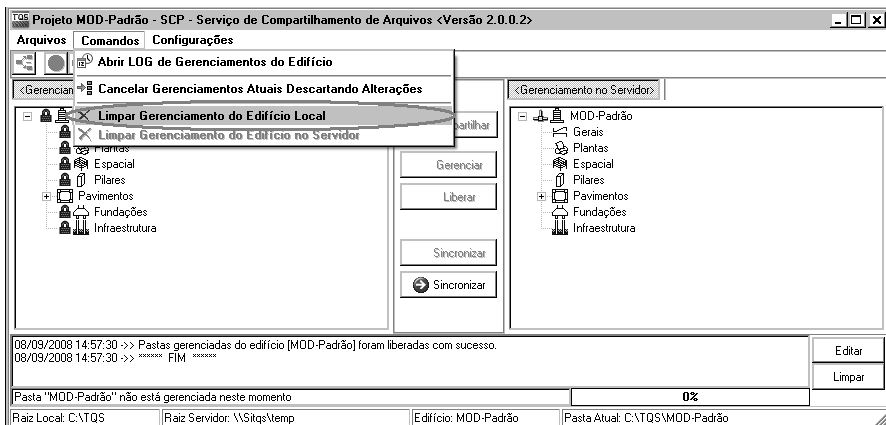 TQS Projeto MOD-Padrão - SCP - Serviço de Compartilhamento de Arquivos <Versão 2.0.0.2>
Arquivos Comandos Configurações
Abrir LOG de Gerenciamentos do Edifício
Cancelar Gerenciamentos Atuais Descartando Alterações
Limpar Gerenciamento do Edifício Local
Limpar Gerenciamento do Edifício no Servidor
<Gerencian
<Gerenciamento no Servidor>
Plantas
Espacial
Pilares
Pavimentos
Fundações
Infraestrutura
partilhar
Gerenciar
Liberar
Sincronizar
Sincronizar
MOD-Padrão
Gerais
Plantas
Espacial
Pilares
Pavimentos
Fundações
Infraestrutura
08/09/2008 14:57:30 ->> Pastas gerenciadas do edifício [MOD-Padrão] foram liberadas com sucesso.
08/09/2008 14:57:30 ->> ****** FIM ******
Editar
Limpar
Pasta "MOD-Padrão" não está gerenciada neste momento
0%
Raiz Local: C:\TQS
Raiz Servidor: \\Sitqs\temp
Edifício: MOD-Padrão
Pasta Atual: C:\TQS\MOD-Padrão